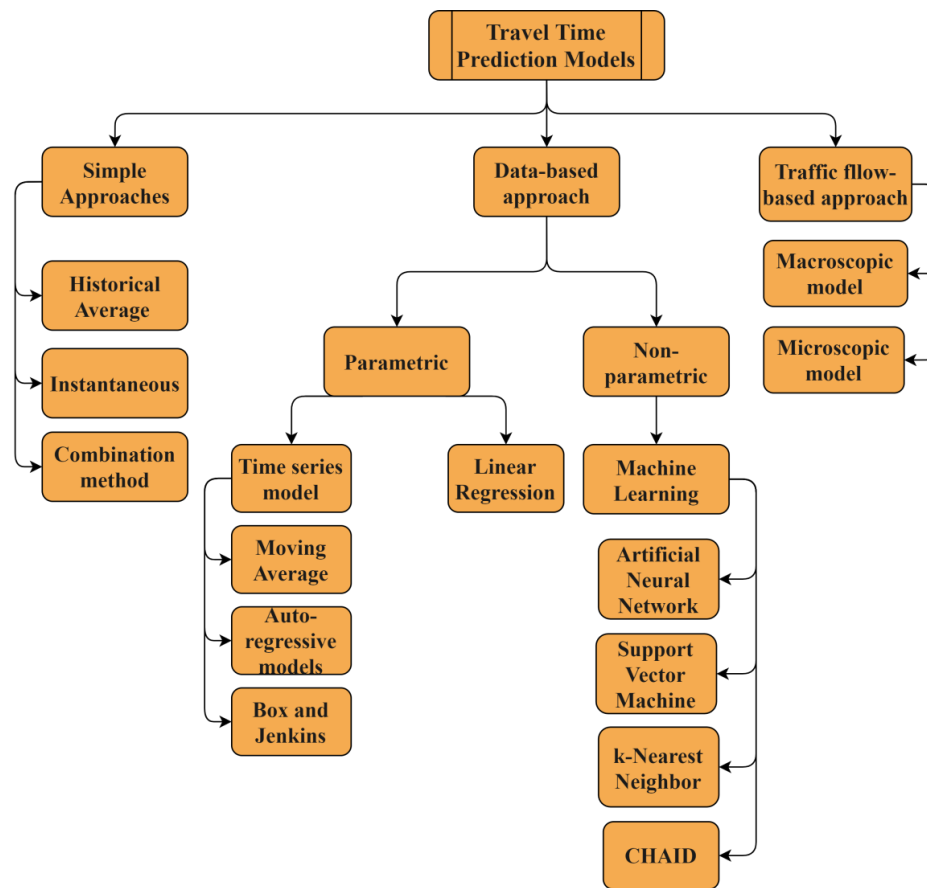 Travel Time
Prediction Models
Simple
Approaches
Historical
Average
Instantaneous
Combination
method
Data-based
approach
Parametric
Time series
model
Moving
Average
Auto-
regressive
models
Box and
Jenkins
Linear
Regression
Non-
parametric
Machine
Learning
Artificial
Neural
Network
Support
Vector
Machine
k-Nearest
Neighbor
CHAID
Traffic fllow-
based approach
Macroscopic
model
Microscopic
model